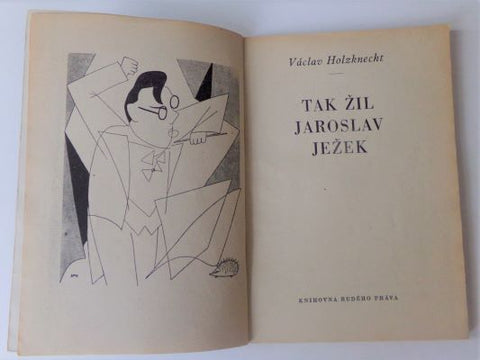 Václav Holzknecht
TAK ŽIL
JAROSLAV
JEŽEK
KNIHOVNA RUDÉHO PRÁVA